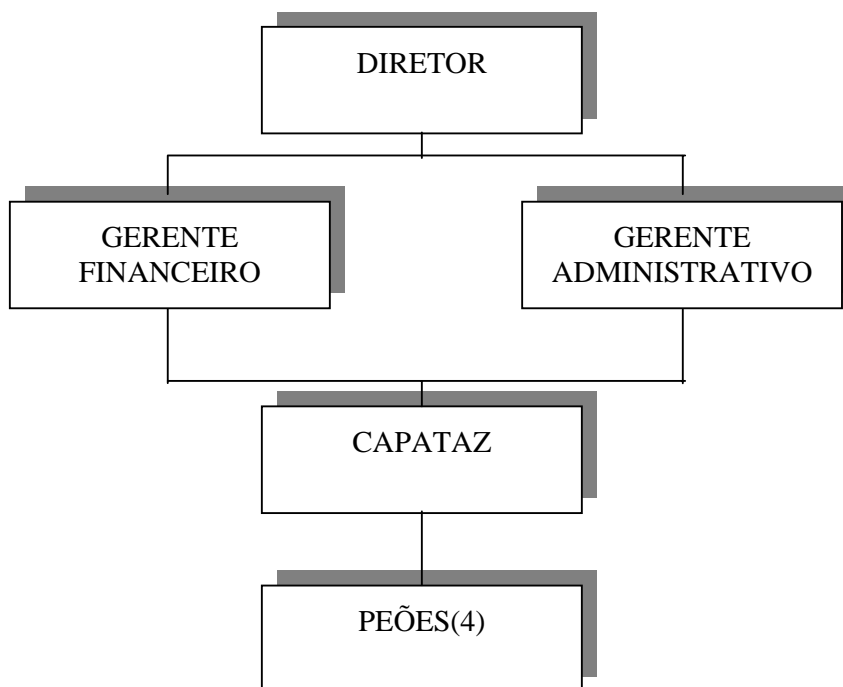 DIRETOR
GERENTE
FINANCEIRO
GERENTE
ADMINISTRATIVO
CAPATAZ
PEÕES(4)